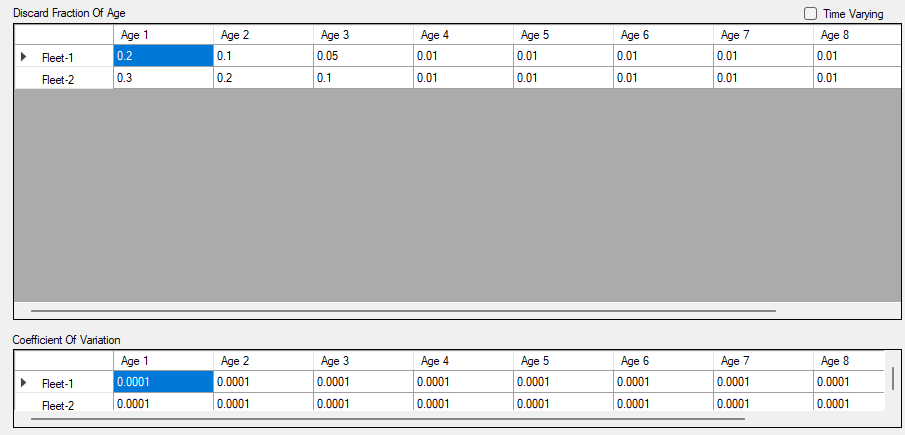 Discard Fraction Of Age Time Varying
Age 1 Age 2 Age 3 Age 4 Age 5 Age 6 Age 7 Age 8
Fleet-1 0.2 0.1 0.05 0.01 0.01 0.01 0.01 0.01
Fleet-2 0.3 0.2 0.1 0.01 0.01 0.01 0.01 0.01
Coefficient Of Variation
Age 1 Age 2 Age 3 Age 4 Age 5 Age 6 Age 7 Age 8
Fleet-1 0.0001 0.0001 0.0001 0.0001 0.0001 0.0001 0.0001 0.0001
Fleet-2 0.0001 0.0001 0.0001 0.0001 0.0001 0.0001 0.0001 0.0001